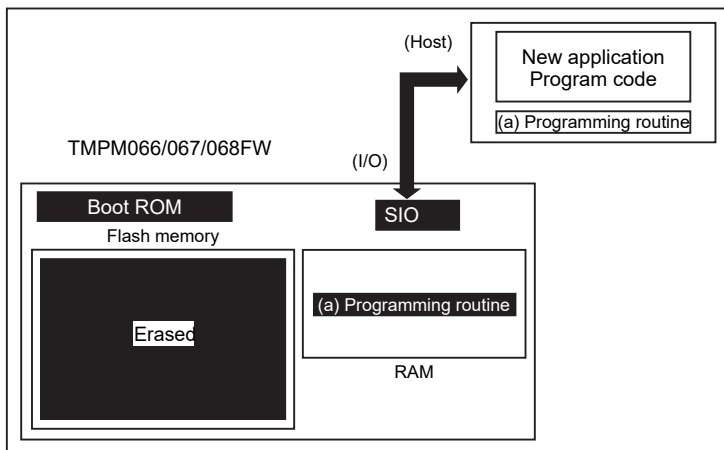 (Host)
New application
Program code
(a) Programming routine
TMPM066/067/068FW
(I/O)
Boot ROM
SIO
Flash memory
(a) Programming routine
Erased
RAM